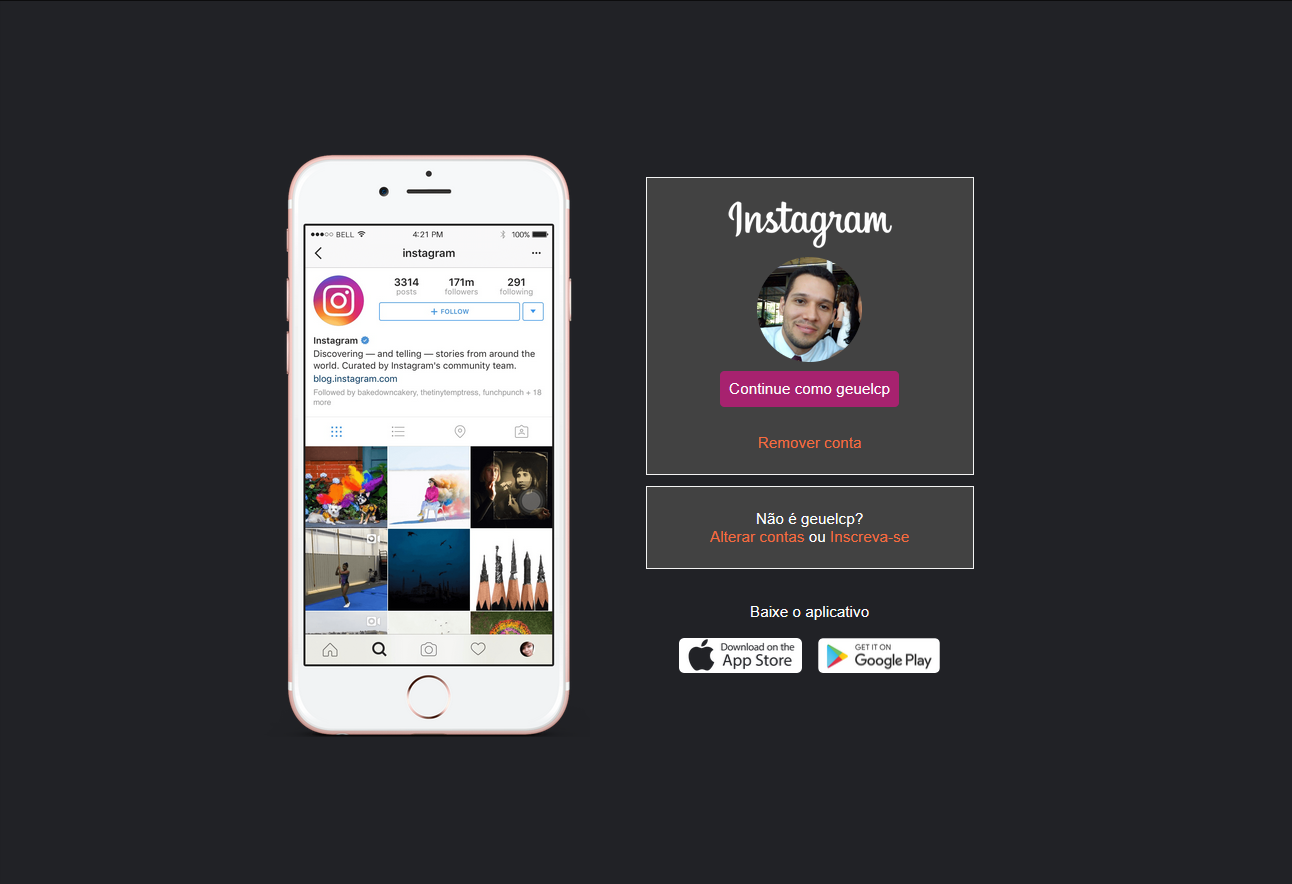 BELL
4:21 PM
100%
instagram
3314
posts
171m
followers
291
following
+ FOLLOW
Instagram
Discovering — and telling — stories from around the
world. Curated by Instagram's community team.
blog.instagram.com
Followed by bakedowncakery, thetinytemptress, funchpunch + 18
more
Instagram
Continue como geuelcp
Remover conta
Não é geuelcp?
Alterar contas ou Inscreva-se
Baixe o aplicativo
Download on the
App Store
GET IT ON
Google Play